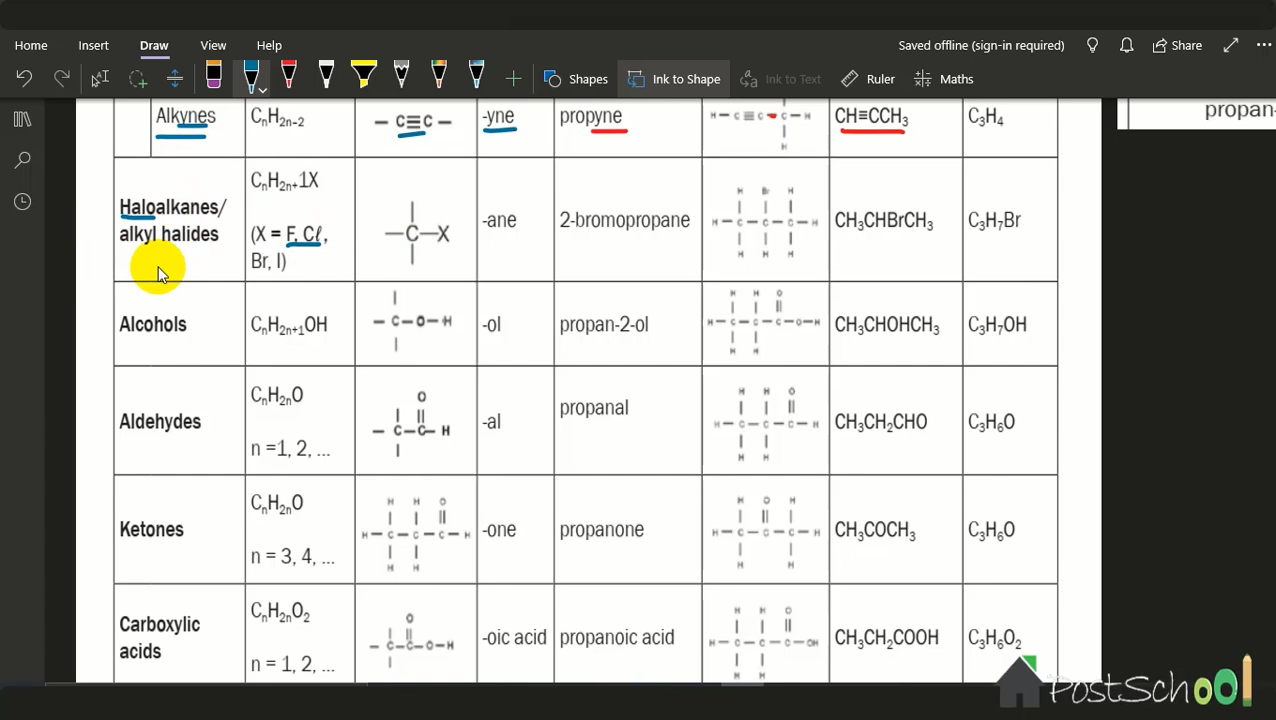 Home Insert Draw View Help Saved offline (sign-in required) Share
Shapes Ink to Shape Ink to Text Ruler Maths
propan-
Alkynes CₙH₂ₙ₋₂ — C≡C — -yne propyne H—C≡C—C—H H CH≡CCH₃ C₃H₄
Haloalkanes/
alkyl halides
CₙH₂ₙ+1X
(X = F, Cℓ,
Br, I)
—C—X
-ane
2-bromopropane
H Br H
H—C—C—C—H
H H H
CH₃CHBrCH₃
C₃H₇Br
Alcohols
CₙH₂ₙ₊₁OH
—C—O—H
-ol
propan-2-ol
H H O
H—C—C—C—O—H
H H
CH₃CHOHCH₃
C₃H₇OH
Aldehydes
CₙH₂ₙO
n =1, 2, ...
O
—C—C—H
-al
propanal
H H O
H—C—C—C—H
H H
CH₃CH₂CHO
C₃H₆O
Ketones
CₙH₂ₙO
n = 3, 4, ...
H H O
H—C—C—C—H
H H
-one
propanone
H O H
H—C—C—C—H
H H
CH₃COCH₃
C₃H₆O
Carboxylic
acids
CₙH₂ₙO₂
n = 1, 2, ...
O
—C—C—O—H
-oic acid
propanoic acid
H H O
H—C—C—C—OH
H H
CH₃CH₂COOH
C₃H₆O₂
PostSchool